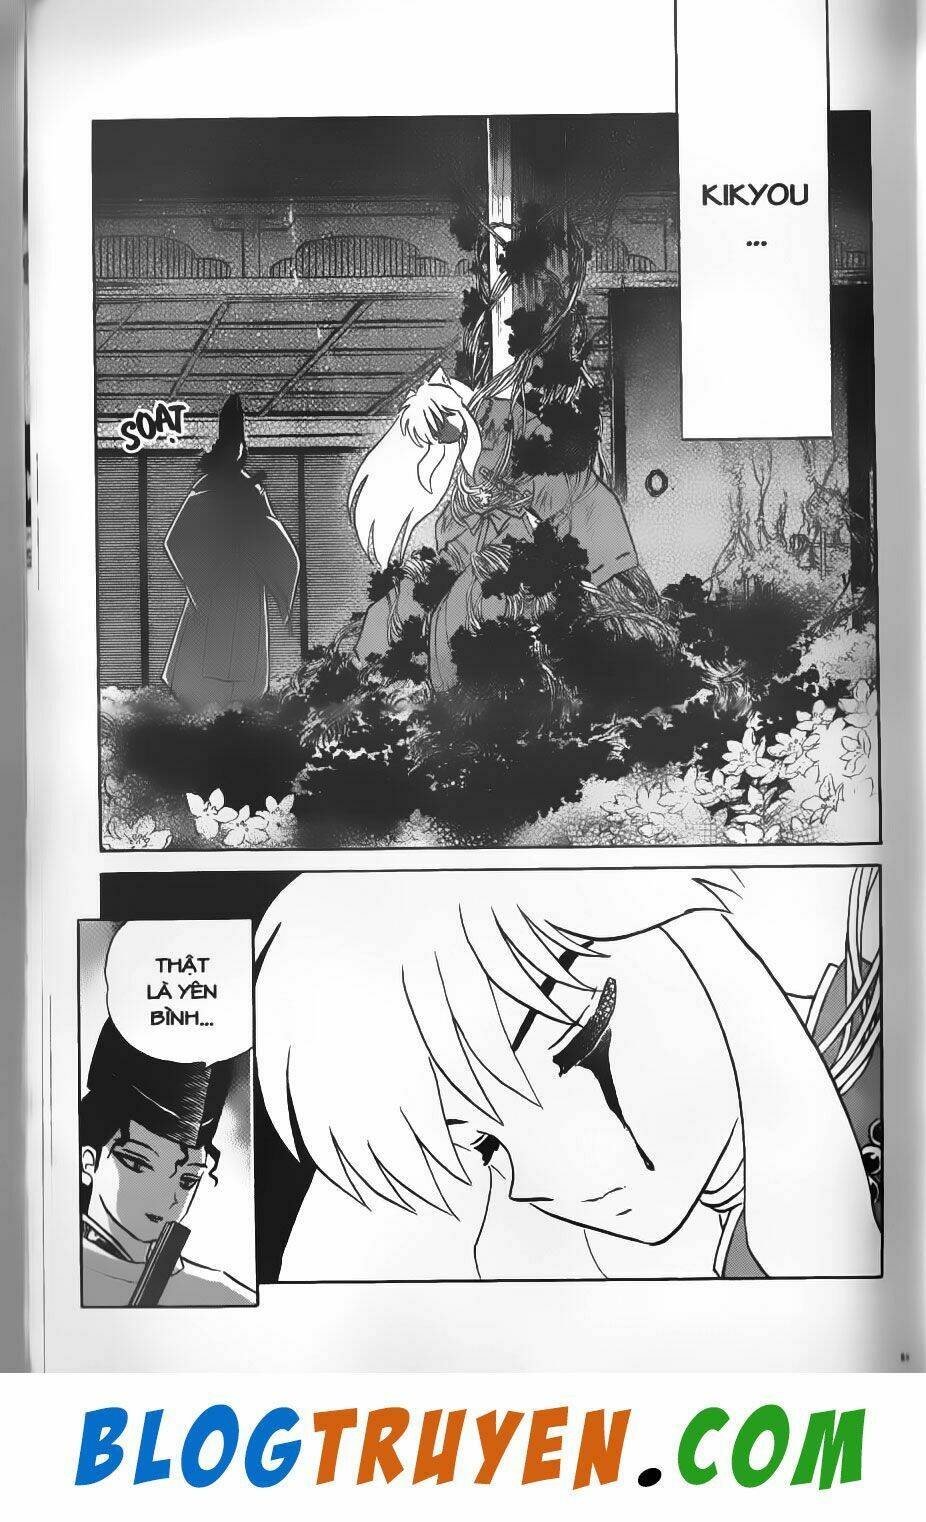 KIKYOU
...
SOẠT
THẬT
LÀ YÊN
BÌNH...
BLOGTRUYEN.COM